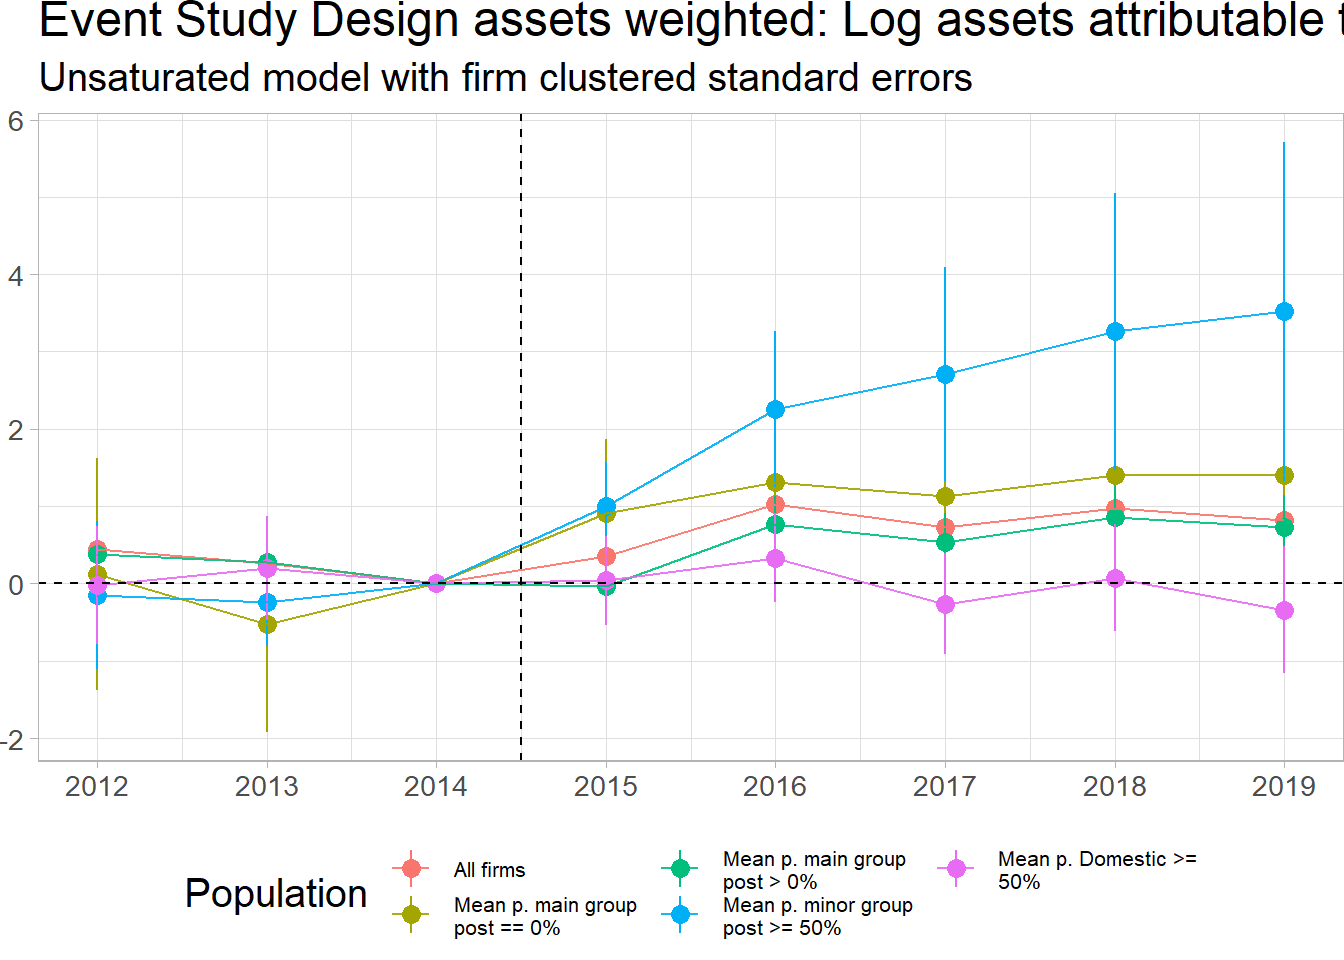 Event Study Design assets weighted: Log assets attributable t
Unsaturated model with firm clustered standard errors
6
4
2
0
-2
2012 2013 2014 2015 2016 2017 2018 2019
Population
All firms
Mean p. main group
post == 0%
Mean p. main group
post > 0%
Mean p. minor group
post >= 50%
Mean p. Domestic >=
50%